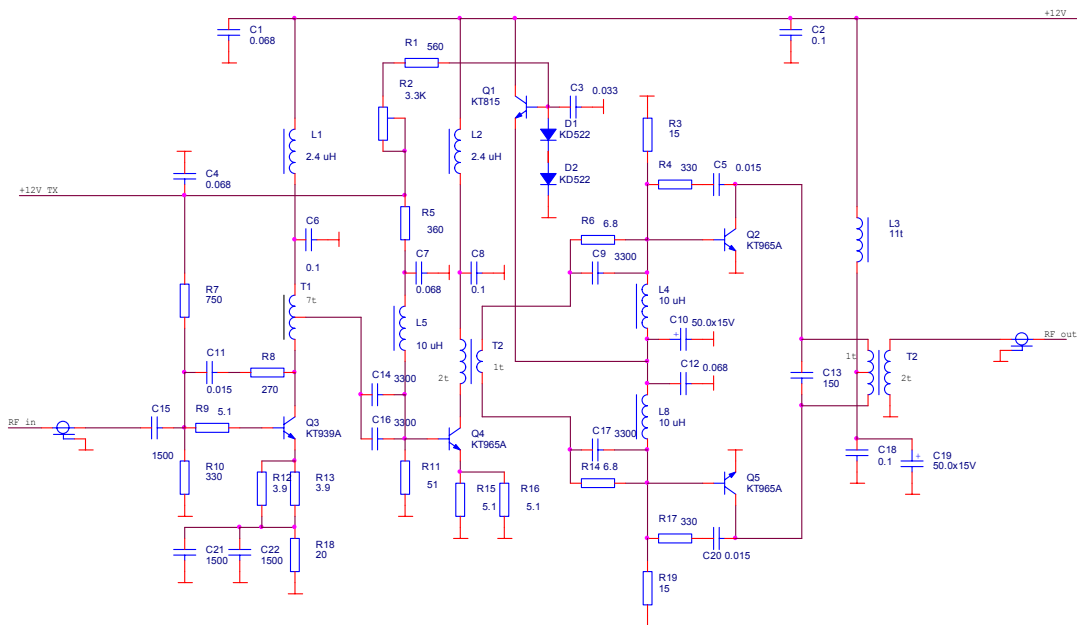 +12V
C1
0.068
C2
0.1
R1
560
R2
3.3K
Q1
KT815
C3 0.033
D1
KD522
D2
KD522
R3
15
L1
2.4 uH
L2
2.4 uH
C4
0.068
+12V TX
R4 330 C5 0.015
R5
360
R6 6.8
Q2
KT965A
L3
11t
C6
0.1
C7
0.068
C8
0.1
C9 3300
R7
750
T1
7t
L4
10 uH
L5
10 uH
C10 50.0x15V
+
RF out
T2
1t
2t
C11
0.015
R8
270
C12 0.068
C13
150
1t
T2
2t
C14 3300
RF in
C15
1500
R9 5.1
Q3
KT939A
C16 3300
Q4
KT965A
L8
10 uH
C17
3300
C18
0.1
C19
50.0x15V
+
R10
330
R12
3.9
R13
3.9
R11
51
R14 6.8
Q5
KT965A
R15
5.1
R16
5.1
R17 330
C20 0.015
C21
1500
C22
1500
R18
20
R19
15